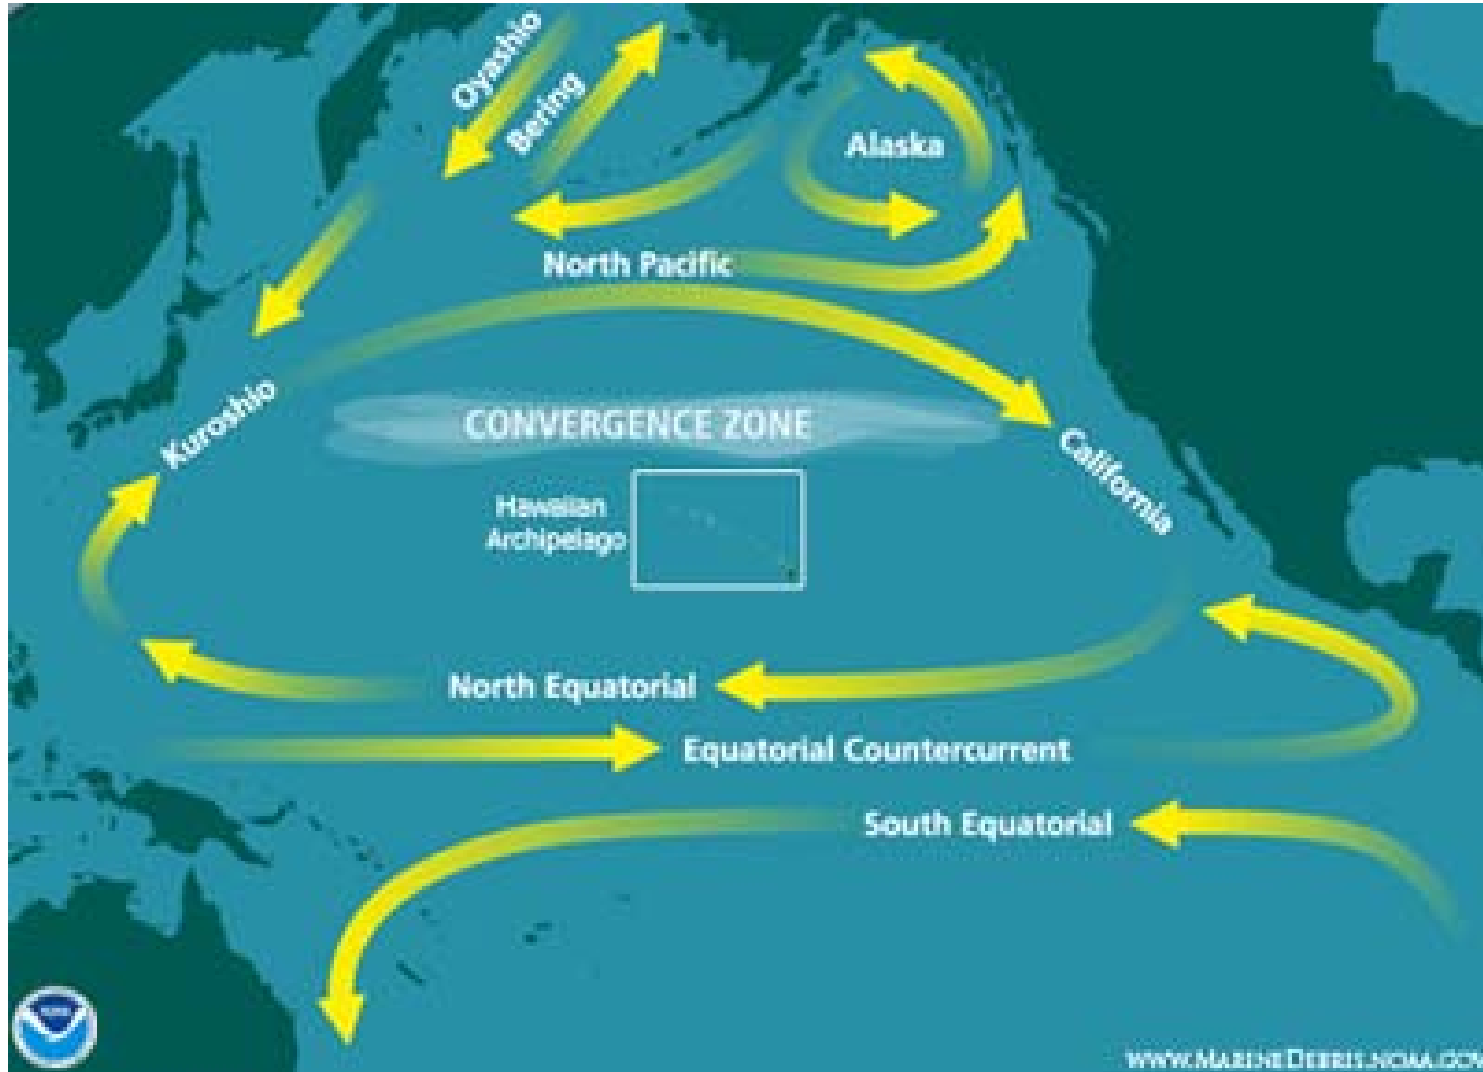 Oyashio
Bering
Alaska
North Pacific
Kuroshio
CONVERGENCE ZONE
California
Hawaiian
Archipelago
North Equatorial
Equatorial Countercurrent
South Equatorial
NOAA
WWW.MARINEDEBRIS.NOAA.GOV